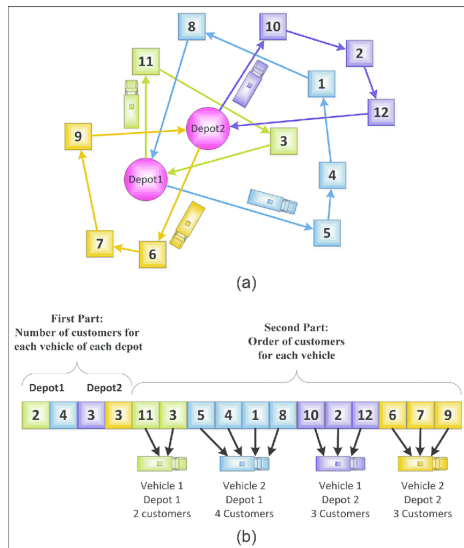 8
10
2
11
1
12
9
Depot2
3
Depot1
4
5
7
6
(a)
First Part:
Number of customers for
each vehicle of each depot
Second Part:
Order of customers
for each vehicle
Depot1 Depot2
2 4 3 3 11 3 5 4 1 8 10 2 12 6 7 9
Vehicle 1
Depot 1
2 customers
Vehicle 2
Depot 1
4 Customers
Vehicle 1
Depot 2
3 Customers
Vehicle 2
Depot 2
3 Customers
(b)